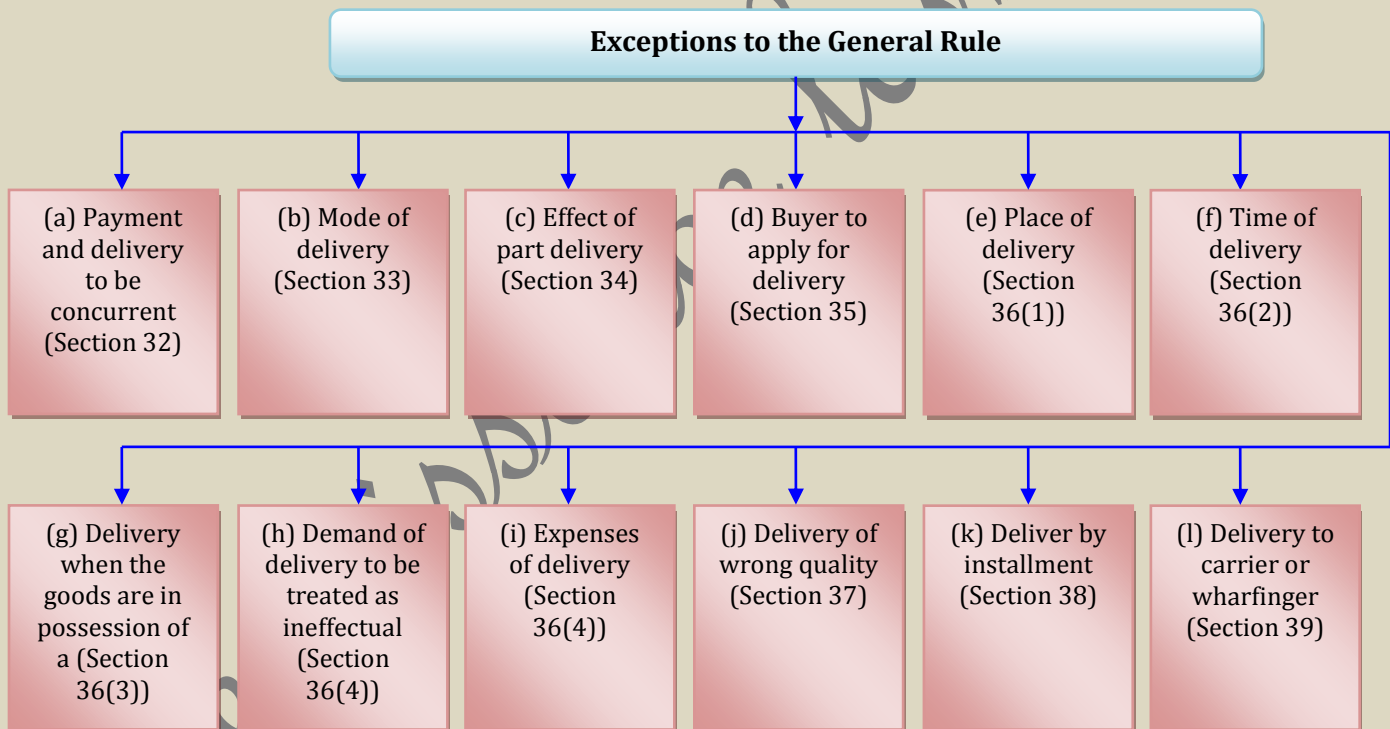 Exceptions to the General Rule
(a) Payment
and delivery
to be
concurrent
(Section 32)
(b) Mode of
delivery
(Section 33)
(c) Effect of
part delivery
(Section 34)
(d) Buyer to
apply for
delivery
(Section 35)
(e) Place of
delivery
(Section
36(1))
(f) Time of
delivery
(Section
36(2))
(g) Delivery
when the
goods are in
possession of
a (Section
36(3))
(h) Demand of
delivery to be
treated as
ineffectual
(Section
36(4))
(i) Expenses
of delivery
(Section
36(4))
(j) Delivery of
wrong quality
(Section 37)
(k) Deliver by
installment
(Section 38)
(l) Delivery to
carrier or
wharfinger
(Section 39)